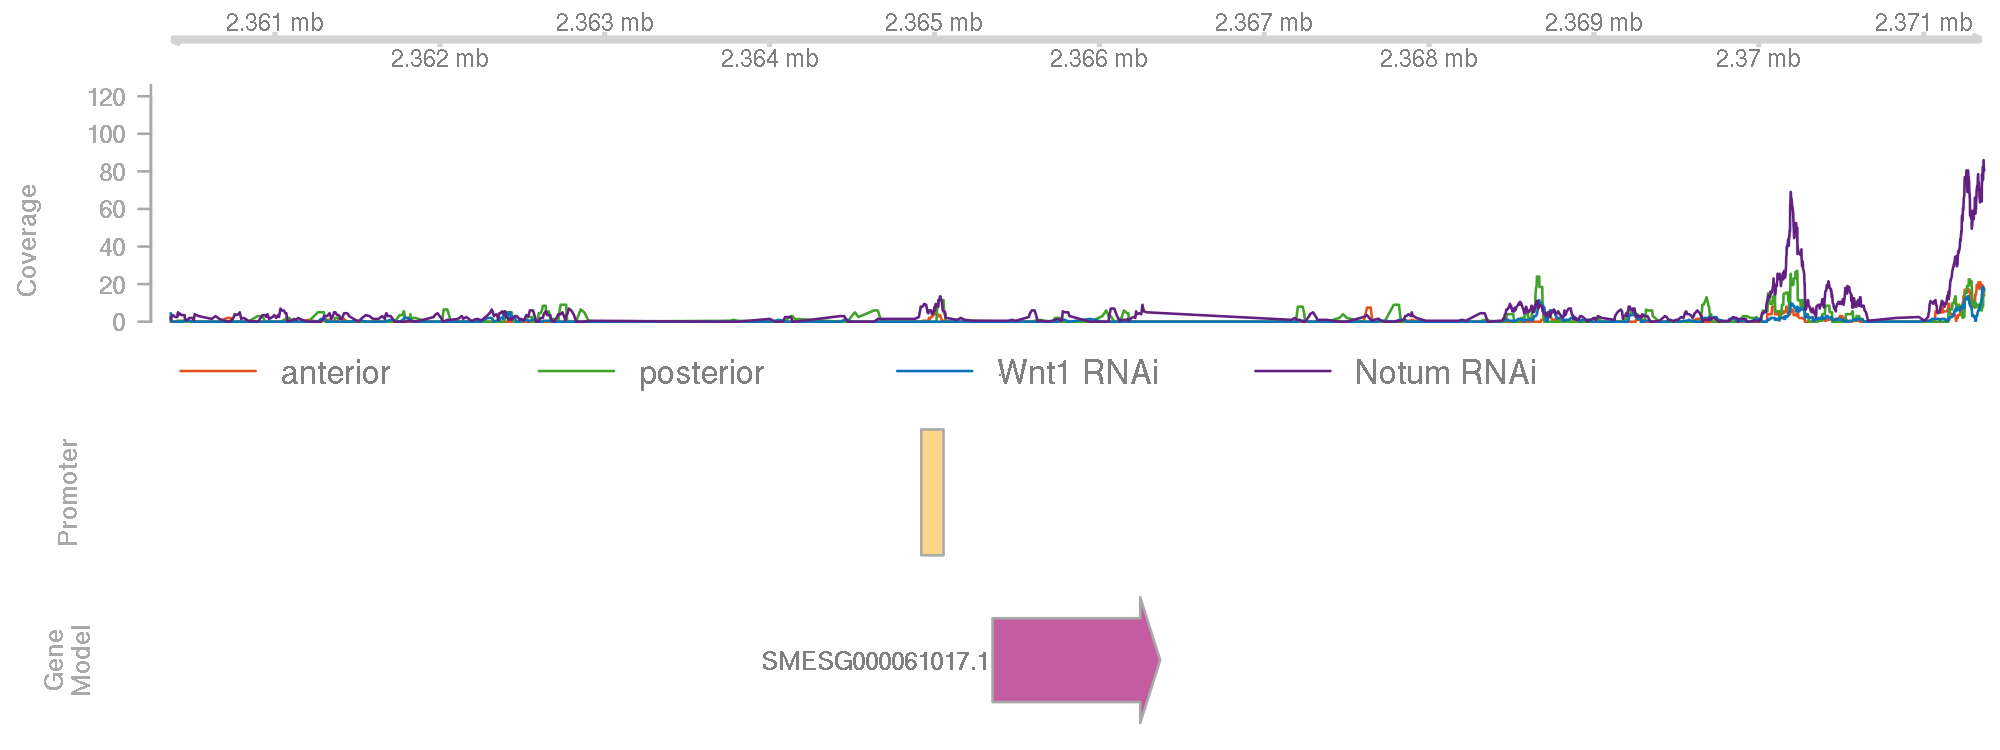 2.361 mb 2.363 mb 2.365 mb 2.367 mb 2.369 mb 2.371 mb
2.362 mb 2.364 mb 2.366 mb 2.368 mb 2.37 mb
Coverage
120
100
80
60
40
20
0
anterior posterior Wnt1 RNAi Notum RNAi
Promoter
Gene
Model
SMESG000061017.1